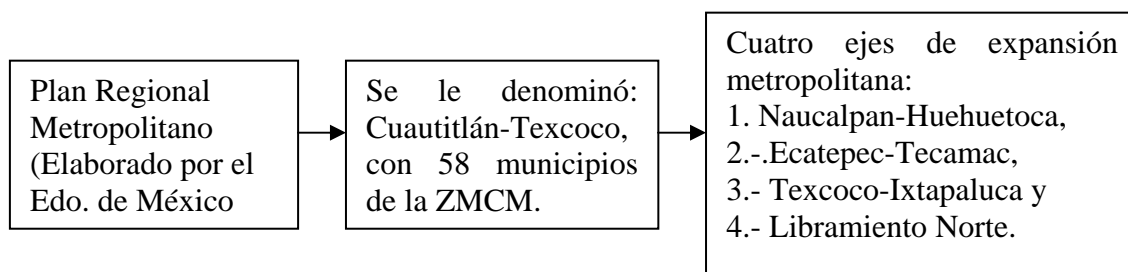 Plan Regional
Metropolitano
(Elaborado por el
Edo. de México
Se le denominó:
Cuautitlán-Texcoco,
con 58 municipios
de la ZMCM.
Cuatro ejes de expansión
metropolitana:
1. Naucalpan-Huehuetoca,
2.-.Ecatepec-Tecamac,
3.- Texcoco-Ixtapaluca y
4.- Libramiento Norte.